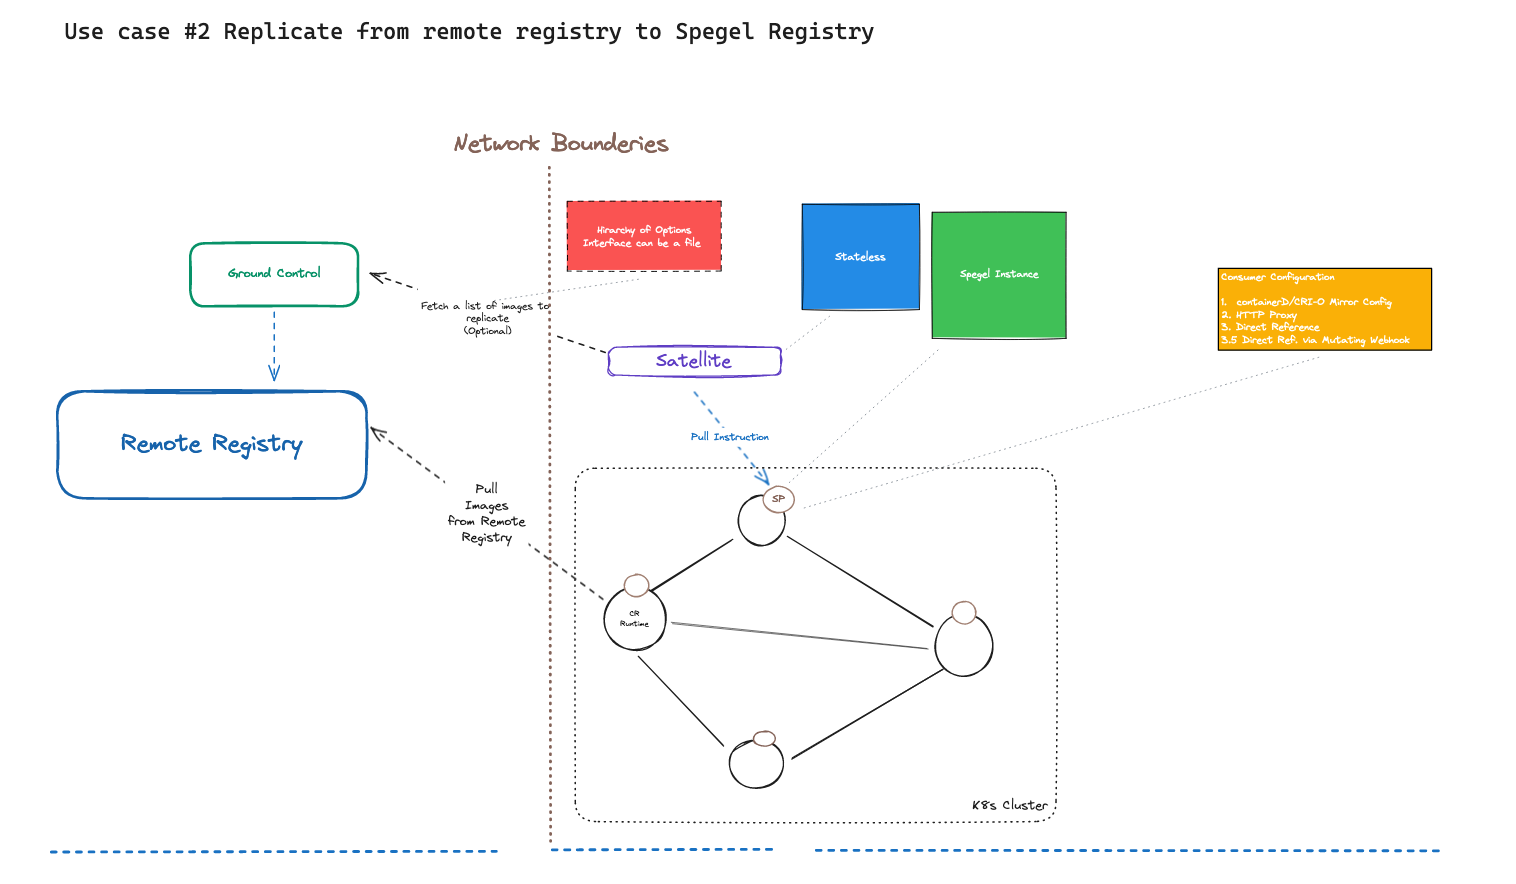 Use case #2 Replicate from remote registry to Spegel Registry
Network Bounderies
Hirarchy of Options
Interface can be a file
Stateless
Spegel Instance
Ground Control
Consumer Configuration
1. containerD/CRI-O Mirror Config
2. HTTP Proxy
3. Direct Reference
3.5 Direct Ref. via Mutating Webhook
Fetch a list of images to
replicate
(Optional)
Satellite
Remote Registry
Pull Instruction
Pull
Images
from Remote
Registry
SP
CR
Runtime
K8s Cluster